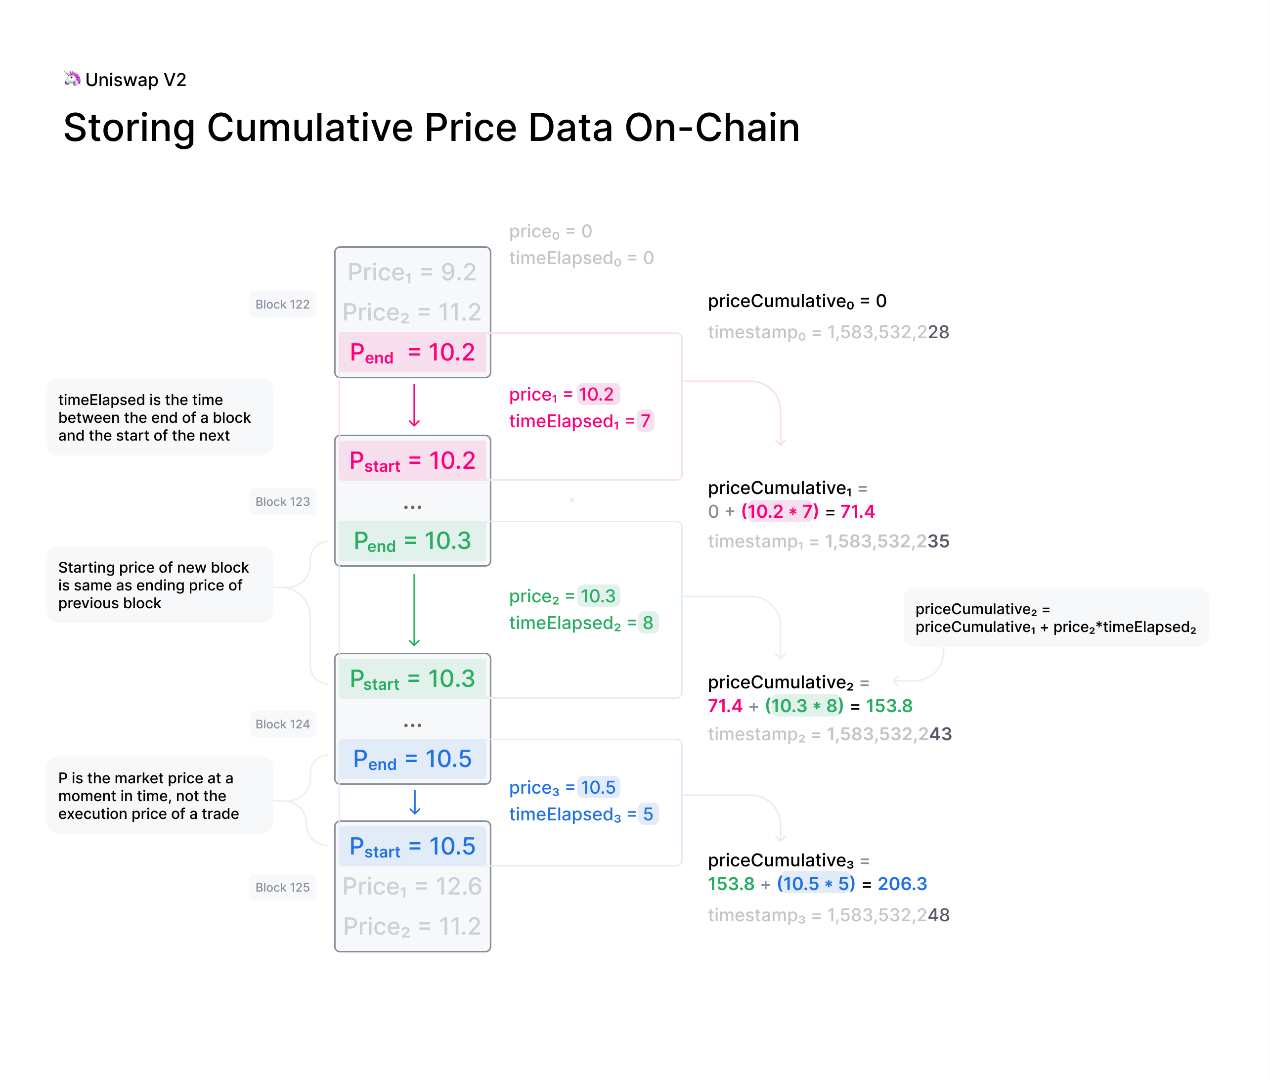 🦄 Uniswap V2
Storing Cumulative Price Data On-Chain
price₀ = 0
timeElapsed₀ = 0
Price₁ = 9.2
Block 122
Price₂ = 11.2
Pend = 10.2
priceCumulative₀ = 0
timestamp₀ = 1,583,532,228
timeElapsed is the time
between the end of a block
and the start of the next
price₁ = 10.2
timeElapsed₁ = 7
Pstart = 10.2
Block 123
...
Pend = 10.3
priceCumulative₁ =
0 + (10.2 * 7) = 71.4
timestamp₁ = 1,583,532,235
Starting price of new block
is same as ending price of
previous block
price₂ = 10.3
timeElapsed₂ = 8
priceCumulative₂ =
priceCumulative₁ + price₂*timeElapsed₂
Pstart = 10.3
Block 124
...
Pend = 10.5
priceCumulative₂ =
71.4 + (10.3 * 8) = 153.8
timestamp₂ = 1,583,532,243
P is the market price at a
moment in time, not the
execution price of a trade
price₃ = 10.5
timeElapsed₃ = 5
Pstart = 10.5
Block 125
Price₁ = 12.6
Price₂ = 11.2
priceCumulative₃ =
153.8 + (10.5 * 5) = 206.3
timestamp₃ = 1,583,532,248